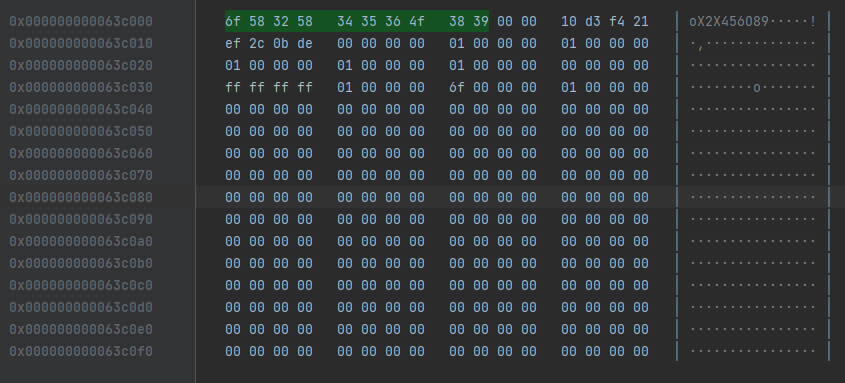 0x000000000063c000 6f 58 32 58 34 35 36 4f 38 39 00 00 10 d3 f4 21 oX2X456O89·····!
0x000000000063c010 ef 2c 0b de 00 00 00 00 01 00 00 00 01 00 00 00 ·,··············
0x000000000063c020 01 00 00 00 01 00 00 00 01 00 00 00 00 00 00 00 ················
0x000000000063c030 ff ff ff ff 01 00 00 00 6f 00 00 00 01 00 00 00 ········o·······
0x000000000063c040 00 00 00 00 00 00 00 00 00 00 00 00 00 00 00 00 ················
0x000000000063c050 00 00 00 00 00 00 00 00 00 00 00 00 00 00 00 00 ················
0x000000000063c060 00 00 00 00 00 00 00 00 00 00 00 00 00 00 00 00 ················
0x000000000063c070 00 00 00 00 00 00 00 00 00 00 00 00 00 00 00 00 ················
0x000000000063c080 00 00 00 00 00 00 00 00 00 00 00 00 00 00 00 00 ················
0x000000000063c090 00 00 00 00 00 00 00 00 00 00 00 00 00 00 00 00 ················
0x000000000063c0a0 00 00 00 00 00 00 00 00 00 00 00 00 00 00 00 00 ················
0x000000000063c0b0 00 00 00 00 00 00 00 00 00 00 00 00 00 00 00 00 ················
0x000000000063c0c0 00 00 00 00 00 00 00 00 00 00 00 00 00 00 00 00 ················
0x000000000063c0d0 00 00 00 00 00 00 00 00 00 00 00 00 00 00 00 00 ················
0x000000000063c0e0 00 00 00 00 00 00 00 00 00 00 00 00 00 00 00 00 ················
0x000000000063c0f0 00 00 00 00 00 00 00 00 00 00 00 00 00 00 00 00 ················